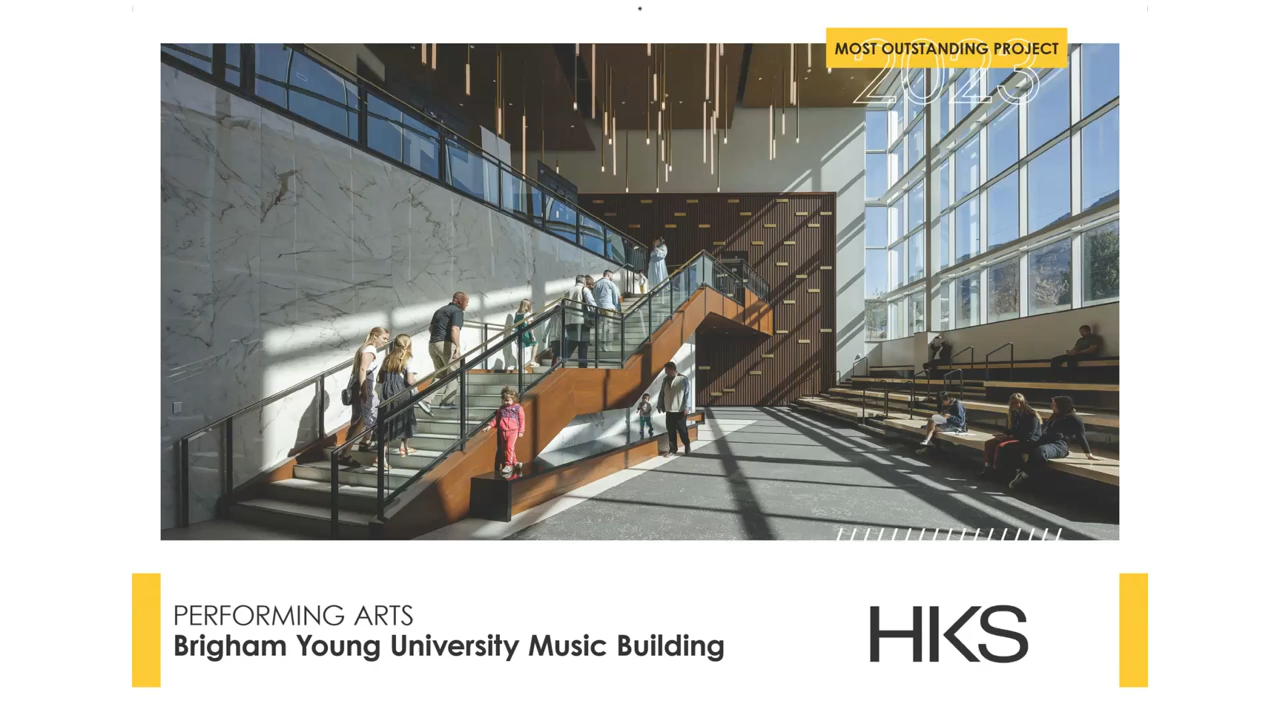 MOST OUTSTANDING PROJECT
2023
PERFORMING ARTS
Brigham Young University Music Building
HKS